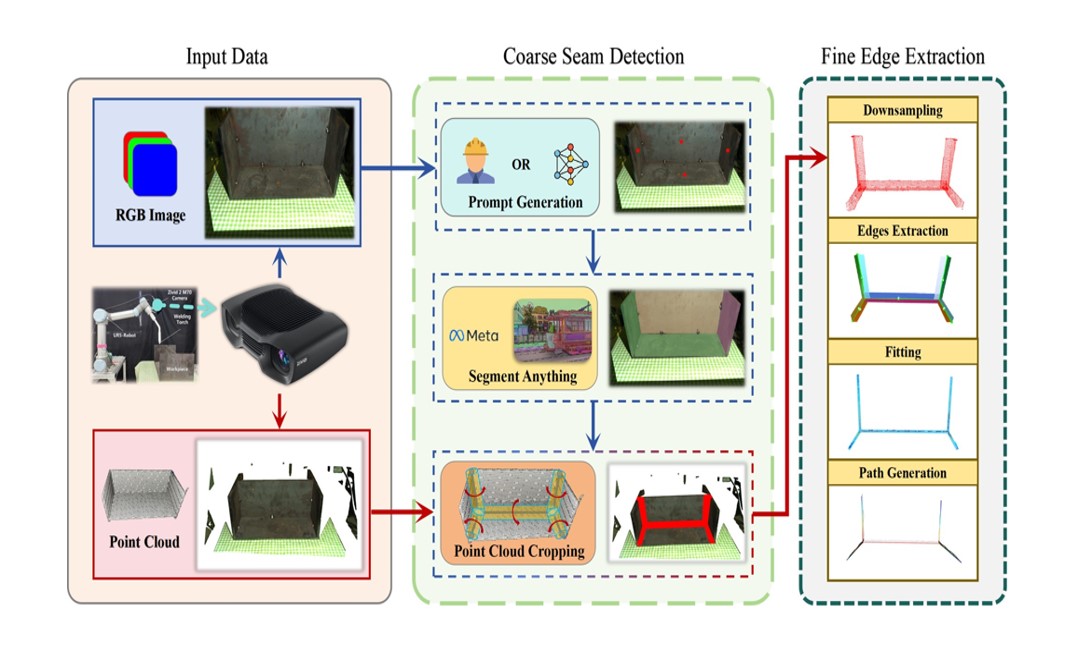 Input Data
Coarse Seam Detection
Fine Edge Extraction
RGB Image
Zivid 2 M70
Camera
Welding
Torch
UR5-Robot
Workpiece
Point Cloud
OR
Prompt Generation
Meta
Segment Anything
Point Cloud Cropping
Downsampling
Edges Extraction
Fitting
Path Generation